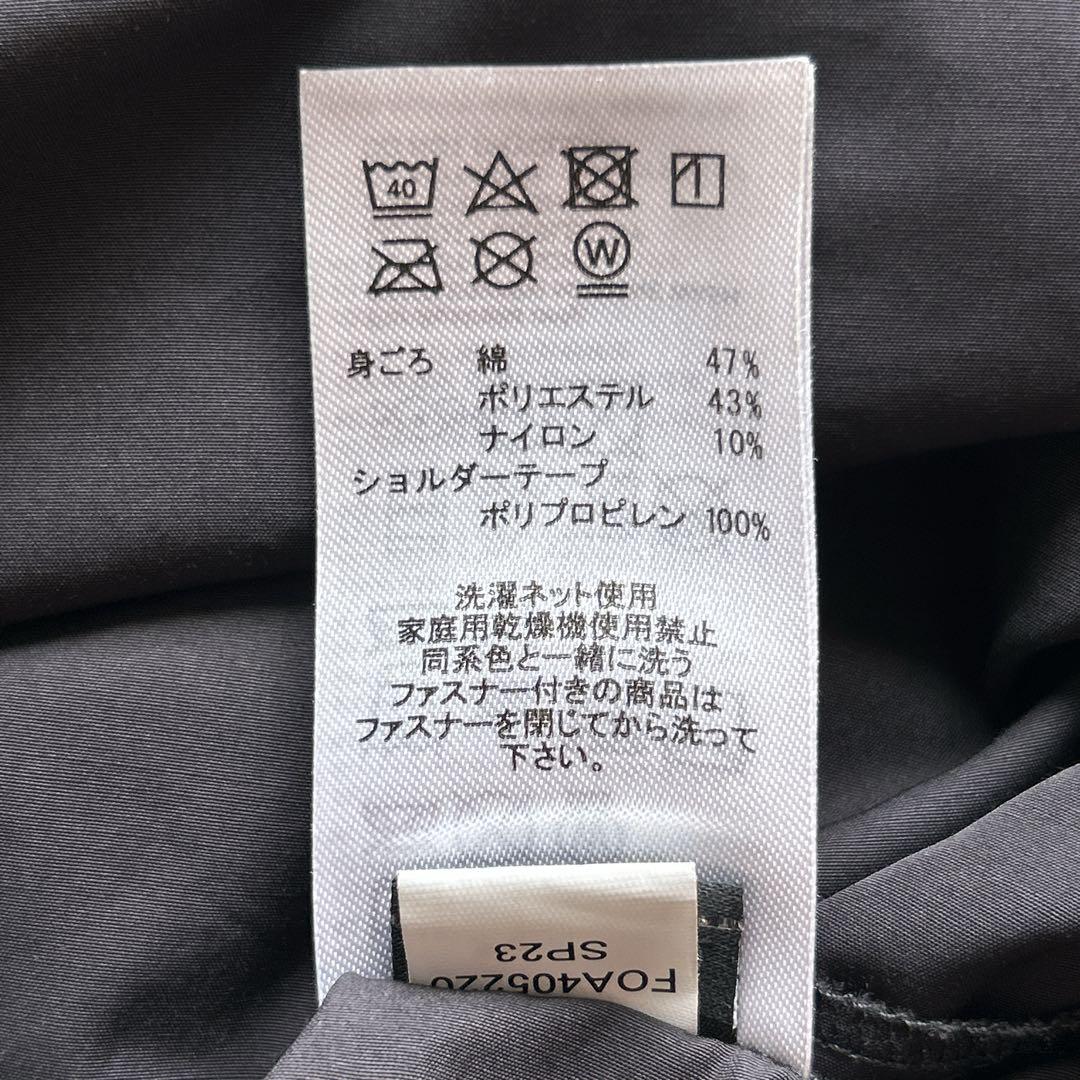 40
W
身ごろ 綿 47%
ポリエステル 43%
ナイロン 10%
ショルダーテープ
ポリプロピレン 100%
洗濯ネット使用
家庭用乾燥機使用禁止
同系色と一緒に洗う
ファスナー付きの商品は
ファスナーを閉じてから洗って
下さい。
FOA405220
SP23